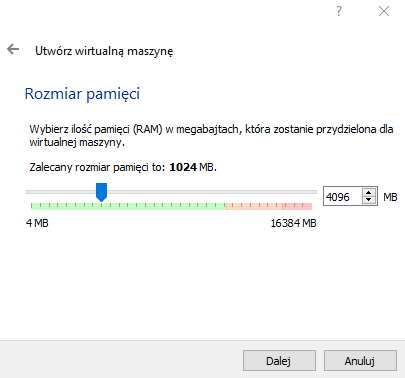 ?
Utwórz wirtualną maszynę
Rozmiar pamięci
Wybierz ilość pamięci (RAM) w megabajtach, która zostanie przydzielona dla
wirtualnej maszyny.
Zalecany rozmiar pamięci to: 1024 MB.
4096 MB
4 MB 16384 MB
Dalej Anuluj